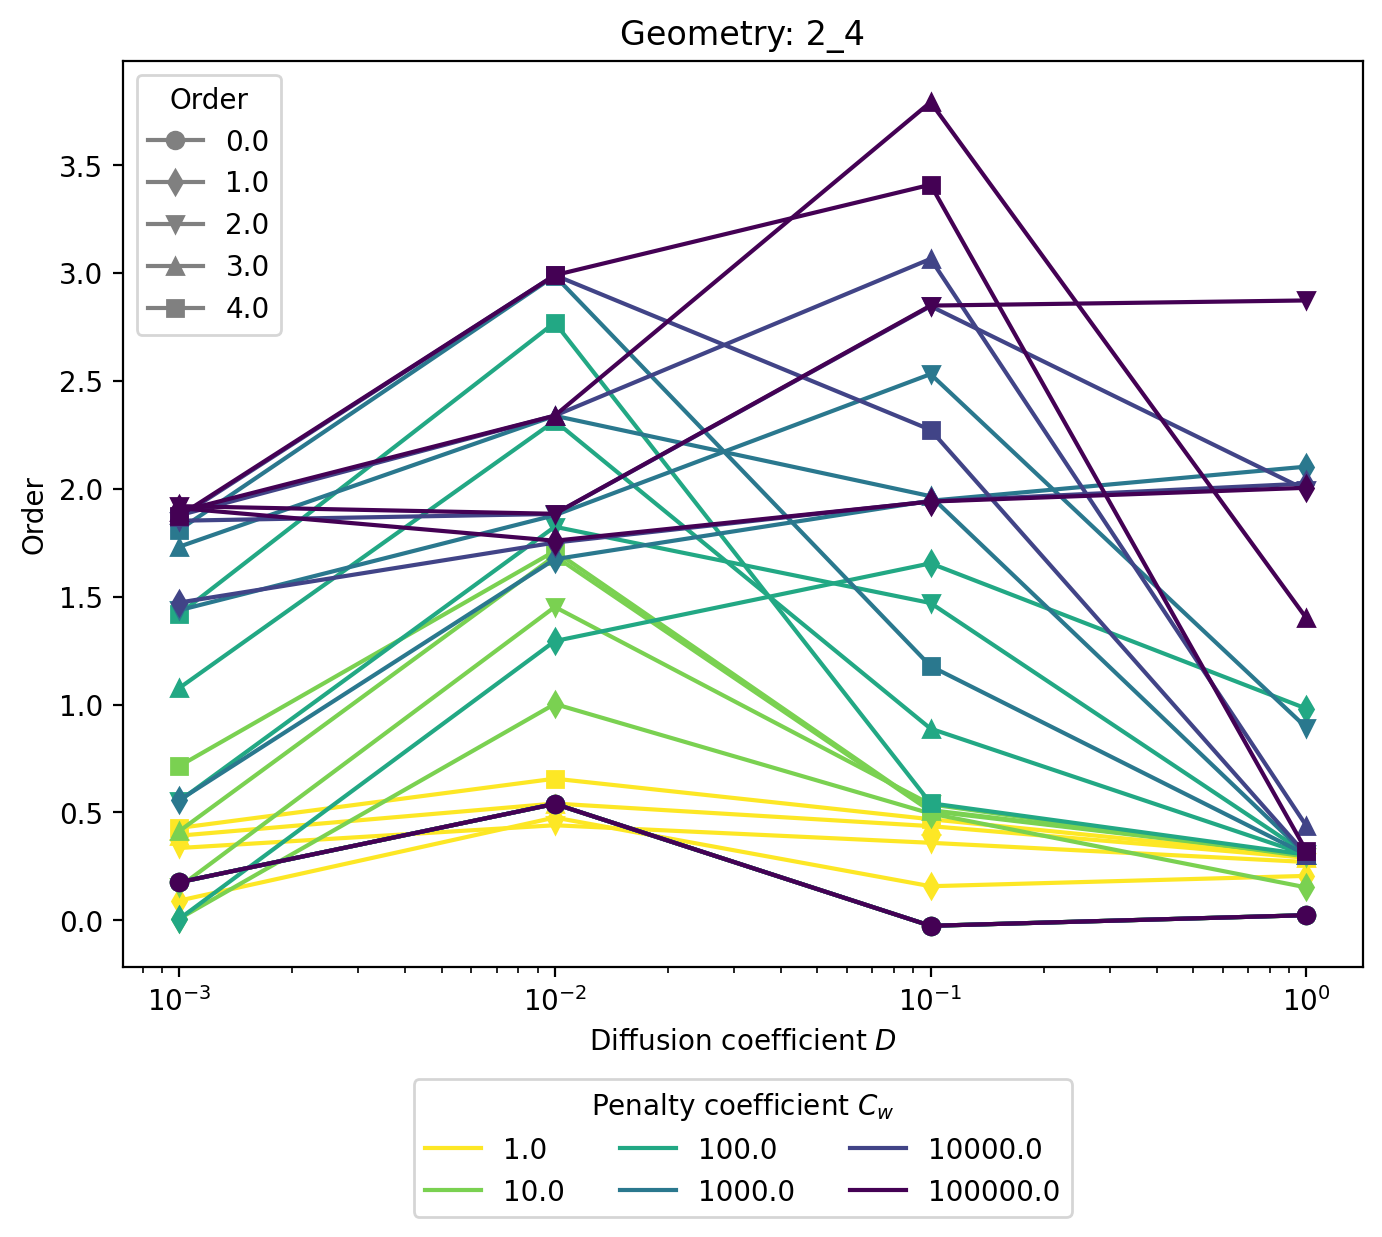 Geometry: 2_4
Order
0.0
1.0
2.0
3.0
4.0
3.5
3.0
2.5
2.0
1.5
1.0
0.5
0.0
Order
10⁻³ 10⁻² 10⁻¹ 10⁰
Diffusion coefficient D
Penalty coefficient C_w
1.0 100.0 10000.0
10.0 1000.0 100000.0